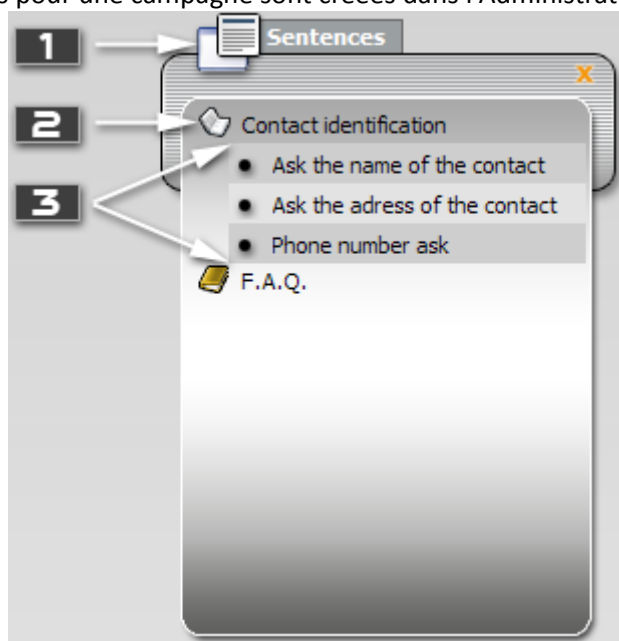 s pour une campagne sont créées dans l'Administrat
1
Sentences
x
2
Contact identification
Ask the name of the contact
3
Ask the adress of the contact
Phone number ask
F.A.Q.